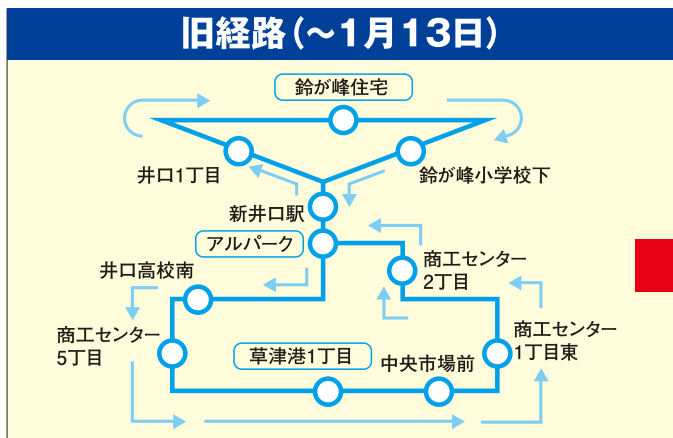 旧経路(～1月13日)
鈴が峰住宅
井口1丁目
鈴が峰小学校下
新井口駅
アルパーク
井口高校南
商工センター
2丁目
商工センター
5丁目
商工センター
1丁目東
草津港1丁目
中央市場前